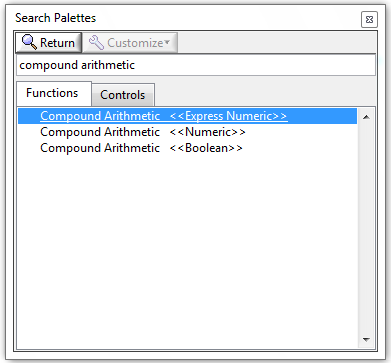 Search Palettes
Return Customize
compound arithmetic
Functions Controls
Compound Arithmetic <<Express Numeric>>
Compound Arithmetic <<Numeric>>
Compound Arithmetic <<Boolean>>